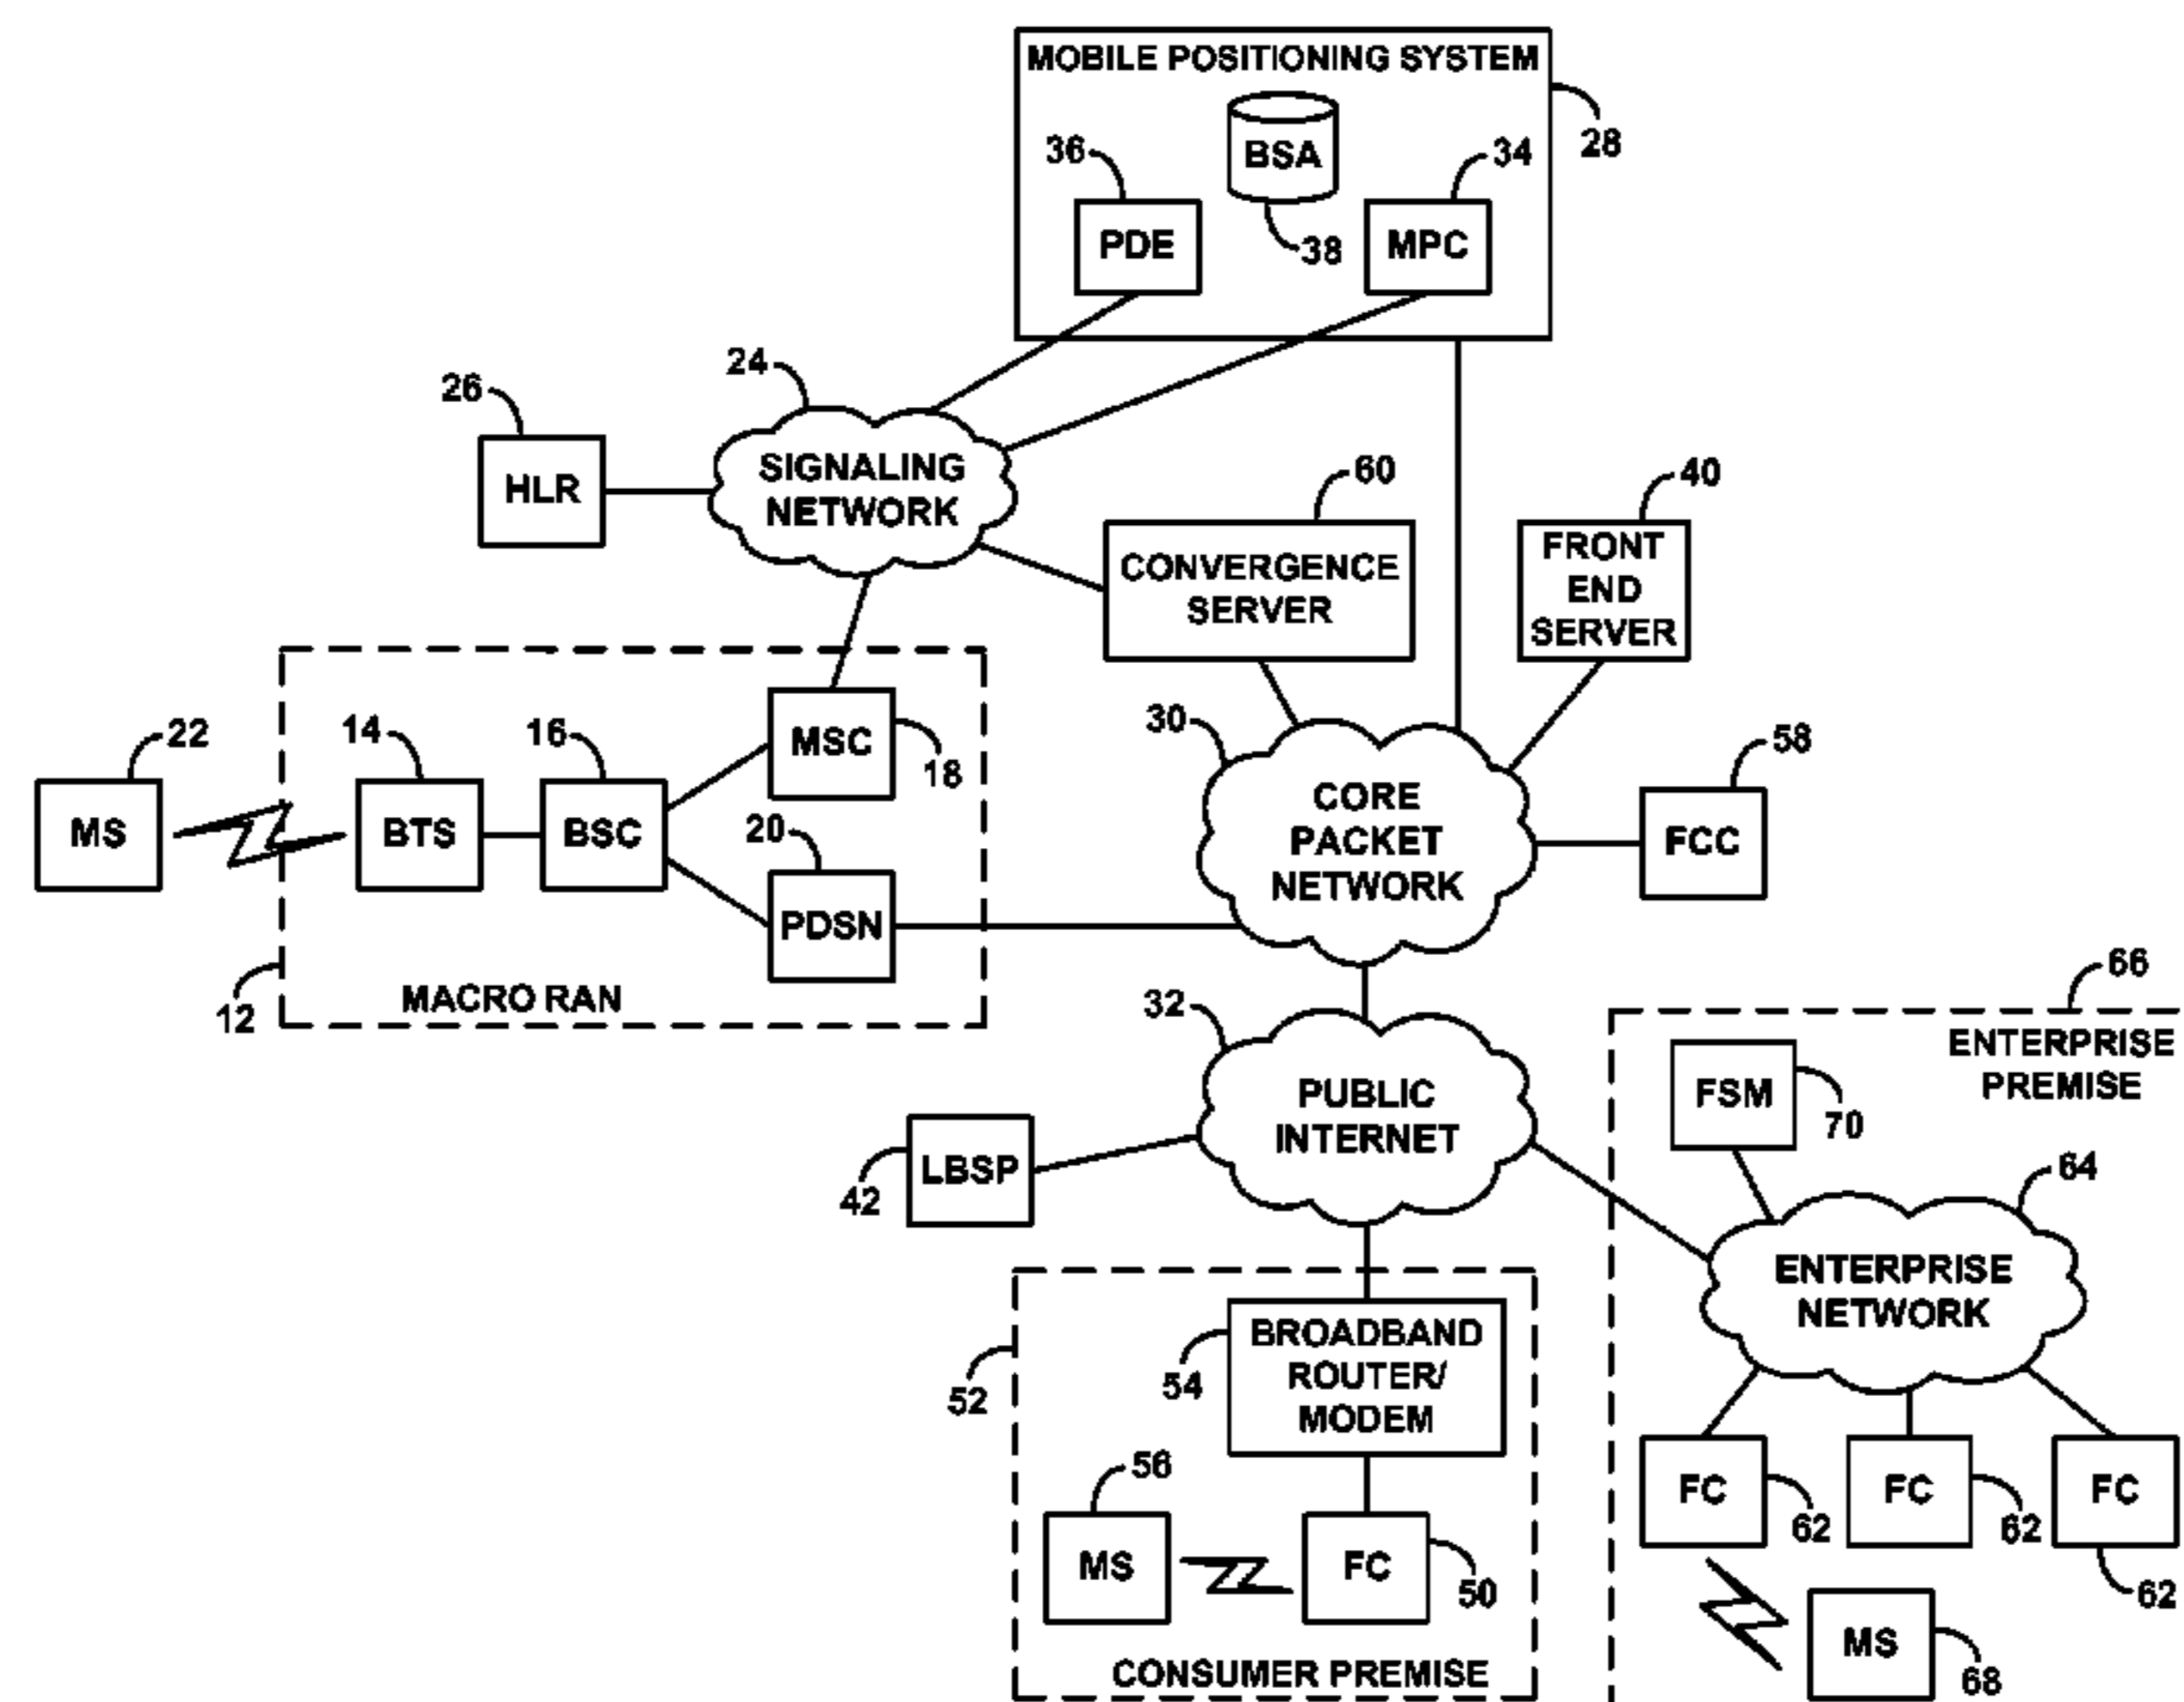 MOBILE POSITIONING SYSTEM
28
36
BSA
34
PDE
38
MPC
24
26
HLR
SIGNALING
NETWORK
60
40
CONVERGENCE
SERVER
FRONT
END
SERVER
22
14
16
MSC
18
30
58
MS
BTS
BSC
20
PDSN
CORE
PACKET
NETWORK
FCC
12
MACRO RAN
32
66
ENTERPRISE
PREMISE
FSM
70
PUBLIC
INTERNET
42
LBSP
64
ENTERPRISE
NETWORK
52
54
BROADBAND
ROUTER/
MODEM
56
MS
FC
50
CONSUMER PREMISE
FC
62
FC
62
FC
62
MS
68